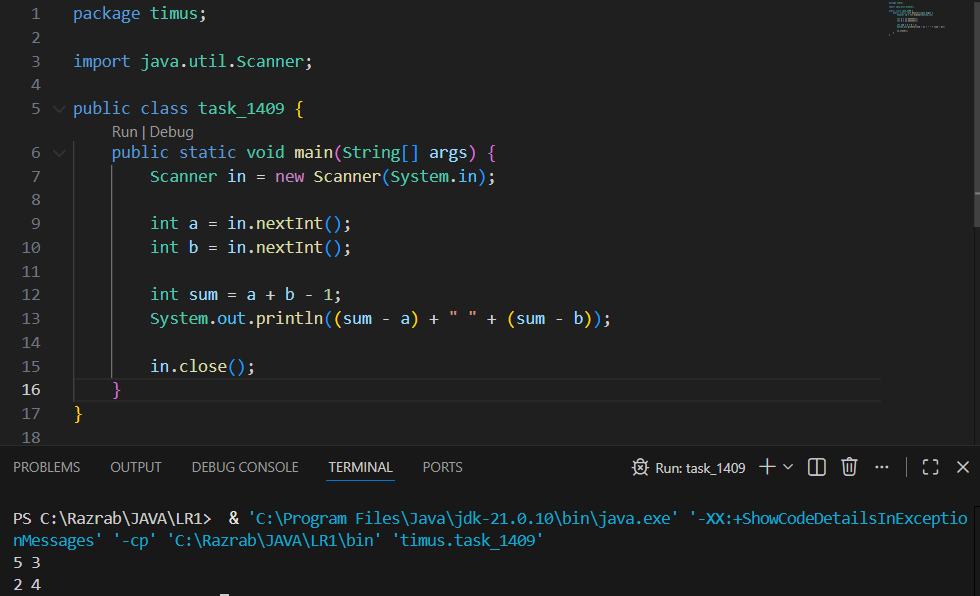 1 package timus;
2
3 import java.util.Scanner;
4
5 public class task_1409 {
Run | Debug
6 public static void main(String[] args) {
7 Scanner in = new Scanner(System.in);
8
9 int a = in.nextInt();
10 int b = in.nextInt();
11
12 int sum = a + b - 1;
13 System.out.println((sum - a) + " " + (sum - b));
14
15 in.close();
16 }
17 }
18
PROBLEMS OUTPUT DEBUG CONSOLE TERMINAL PORTS Run: task_1409
PS C:\Razrab\JAVA\LR1> & 'C:\Program Files\Java\jdk-21.0.10\bin\java.exe' '-XX:+ShowCodeDetailsInExceptio
nMessages' '-cp' 'C:\Razrab\JAVA\LR1\bin' 'timus.task_1409'
5 3
2 4